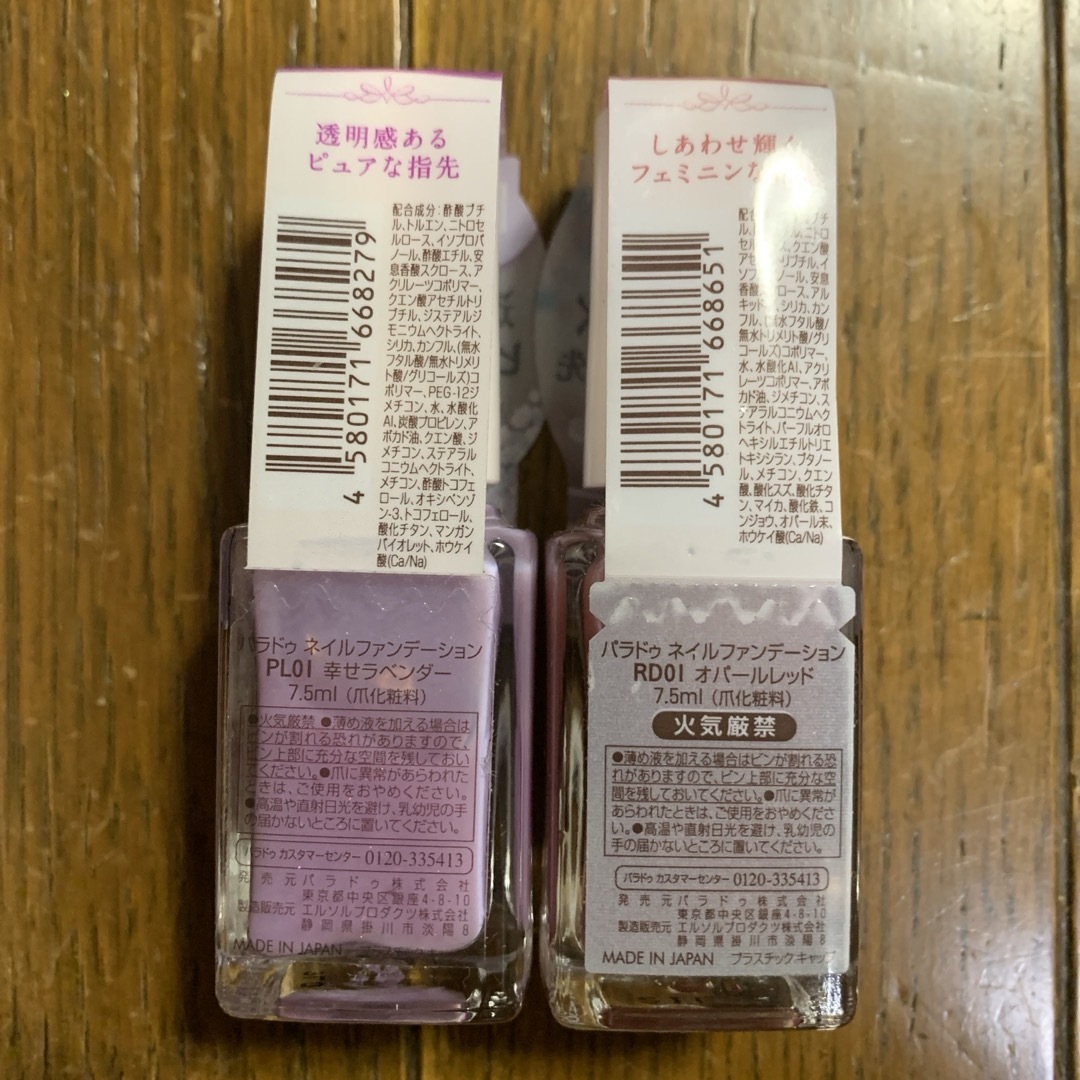 透明感ある
ピュアな指先
配合成分:酢酸ブチ
ル、トルエン、ニトロセ
ルロース、イソプロパ
ノール、酢酸エチル、安
息香酸スクロース、ア
クリレーツコポリマー、
クエン酸アセチルトリ
ブチル、ジステアルジ
モニウムヘクトライト、
シリカ、カンフル、(無水
フタル酸/無水トリメリッ
ト酸/グリコールズ)コ
ポリマー、PEG-12ジ
メチコン、水、水酸化
Al、炭酸プロピレン、ア
ボカド油、クエン酸、ジ
メチコン、ステアラル
コニウムヘクトライト、
メチコン、酢酸トコフェ
ロール、オキシベンゾ
ン-3、トコフェロール、
酸化チタン、マンガン
バイオレット、ホウケイ
酸(Ca/Na)
4 580171 668279
パラドゥ ネイルファンデーション
PL01 幸せラベンダー
7.5ml (爪化粧料)
●火気厳禁 ●薄め液を加える場合は
ビンが割れる恐れがありますので、
ビン上部に充分な空間を残しておい
てください。●爪に異常があらわれた
ときは、ご使用をおやめください。
●高温や直射日光を避け、乳幼児の手
の届かないところに置いてください。
パラドゥ カスタマーセンター 0120-335413
発売元 パラドゥ株式会社
東京都中央区銀座4-8-10
製造販売元 エルソルプロダクツ株式会社
静岡県掛川市淡陽8
MADE IN JAPAN
しあわせ輝く
フェミニンな
配
ル、ニトロ
セル、クエン酸
アセリブチル、イ
ソプノール、安息
香酸クロース、アル
キッド、シリカ、カン
フル、(無水フタル酸/
無水トリメリト酸/グリ
コールズ)コポリマー、
水、水酸化Al、アクリ
レーツコポリマー、アボ
カド油、ジメチコン、ス
テアラルコニウムヘク
トライト、パーフルオロ
ヘキシルエチルトリエ
トキシシラン、ブタノー
ル、メチコン、クエン
酸、酸化スズ、酸化チタ
ン、マイカ、酸化鉄、コ
ンジョウ、オパール末、
ホウケイ酸(Ca/Na)
4 580171 668651
パラドゥ ネイルファンデーション
RD01 オパールレッド
7.5ml (爪化粧料)
火気厳禁
●薄め液を加える場合はビンが割れる恐
れがありますので、ビン上部に充分な空
間を残しておいてください。●爪に異常が
あらわれたときは、ご使用をおやめくださ
い。●高温や直射日光を避け、乳幼児の
手の届かないところに置いてください。
パラドゥ カスタマーセンター 0120-335413
発売元 パラドゥ株式会社
東京都中央区銀座4-8-10
製造販売元 エルソルプロダクツ株式会社
静岡県掛川市淡陽8
MADE IN JAPAN プラスチック・キャップ